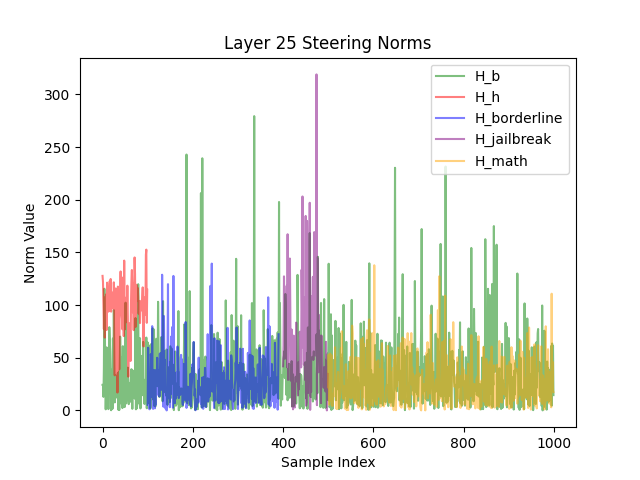 Layer 25 Steering Norms
H_b
H_h
H_borderline
H_jailbreak
H_math
Norm Value
300
250
200
150
100
50
0
0 200 400 600 800 1000
Sample Index